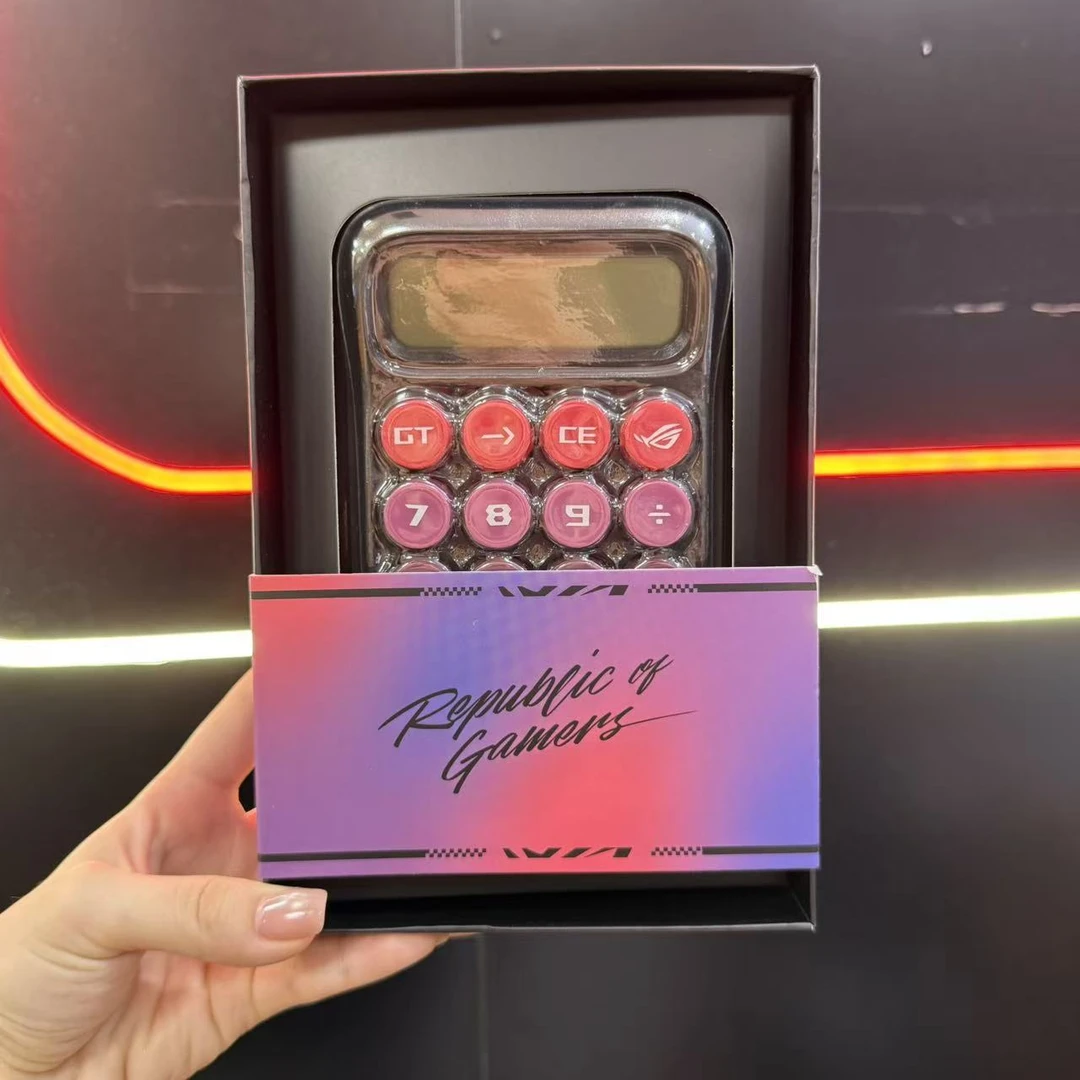 GT → CE
7 8 9 ÷
Republic of
Gamers